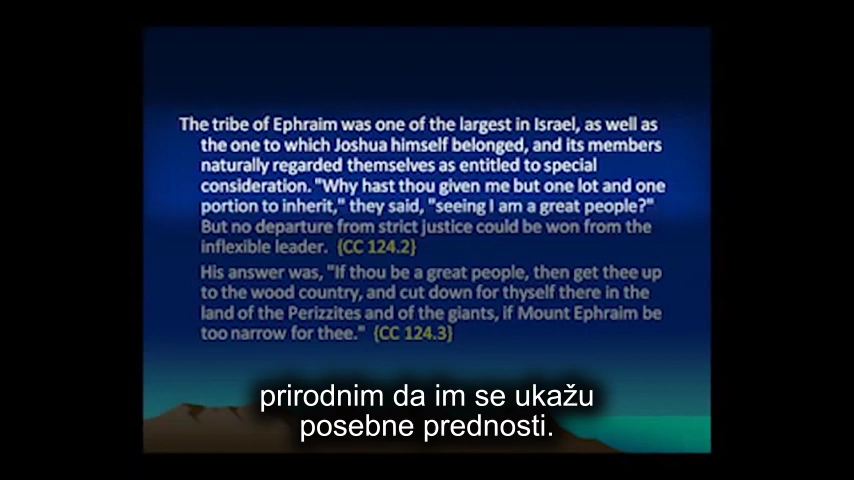 The tribe of Ephraim was one of the largest in Israel, as well as
the one to which Joshua himself belonged, and its members
naturally regarded themselves as entitled to special
consideration. "Why hast thou given me but one lot and one
portion to inherit," they said, "seeing I am a great people?"
But no departure from strict justice could be won from the
inflexible leader. {CC 124.2}
His answer was, "If thou be a great people, then get thee up
to the wood country, and cut down for thyself there in the
land of the Perizzites and of the giants, if Mount Ephraim be
too narrow for thee." {CC 124.3}
prirodnim da im se ukažu
posebne prednosti.